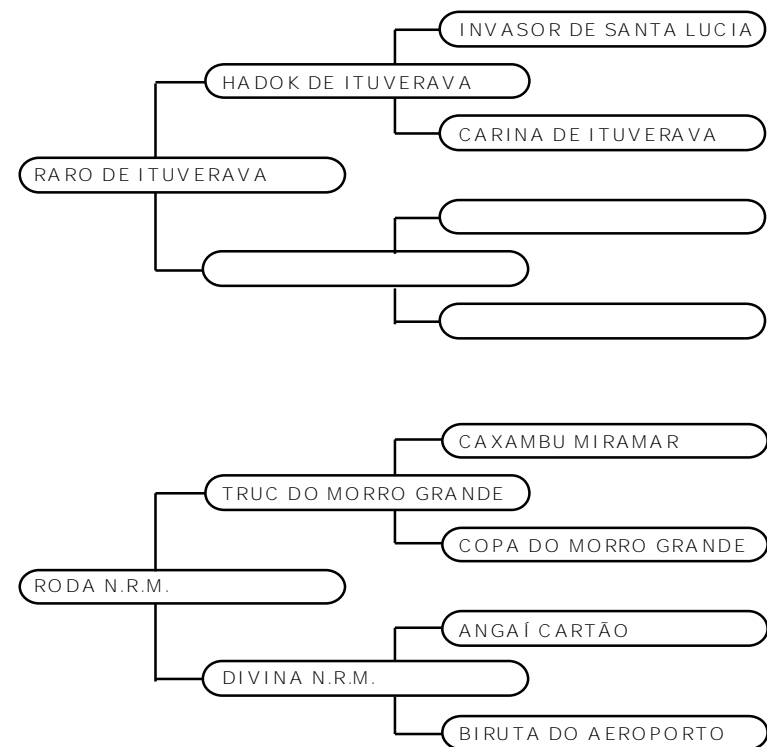 INVASOR DE SANTA LUCIA
HADOK DE ITUVERAVA
CARINA DE ITUVERAVA
RARO DE ITUVERAVA
CAXAMBU MIRAMAR
TRUC DO MORRO GRANDE
COPA DO MORRO GRANDE
RODA N.R.M.
ANGAÍ CARTÃO
DIVINA N.R.M.
BIRUTA DO AEROPORTO